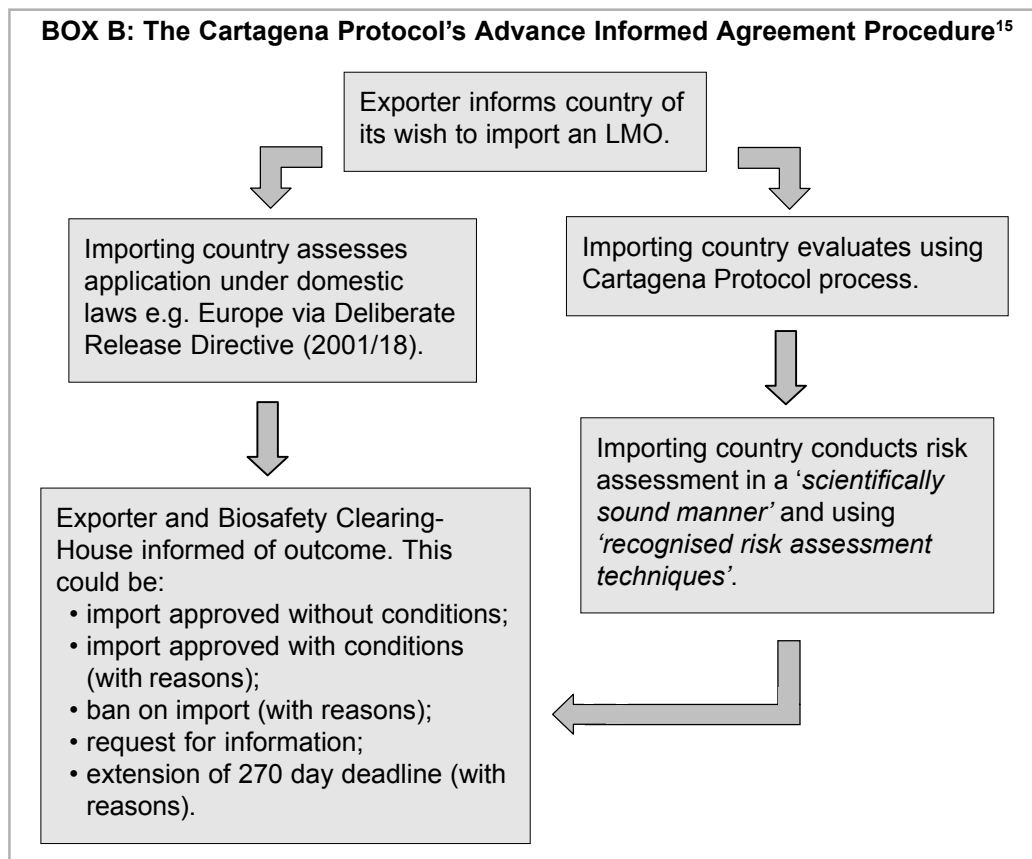 BOX B: The Cartagena Protocol’s Advance Informed Agreement Procedure¹⁵
Exporter informs country of
its wish to import an LMO.
Importing country assesses
application under domestic
laws e.g. Europe via Deliberate
Release Directive (2001/18).
Importing country evaluates using
Cartagena Protocol process.
Importing country conducts risk
assessment in a ‘scientifically
sound manner’ and using
‘recognised risk assessment
techniques’.
Exporter and Biosafety Clearing-
House informed of outcome. This
could be:
• import approved without conditions;
• import approved with conditions
(with reasons);
• ban on import (with reasons);
• request for information;
• extension of 270 day deadline (with
reasons).